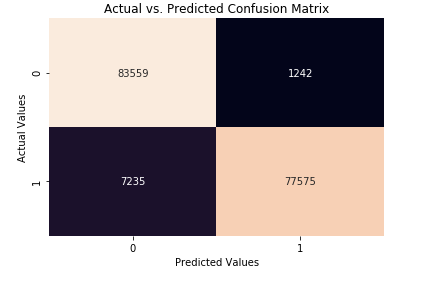 Actual vs. Predicted Confusion Matrix
Actual Values
0
83559
1242
1
7235
77575
0
1
Predicted Values